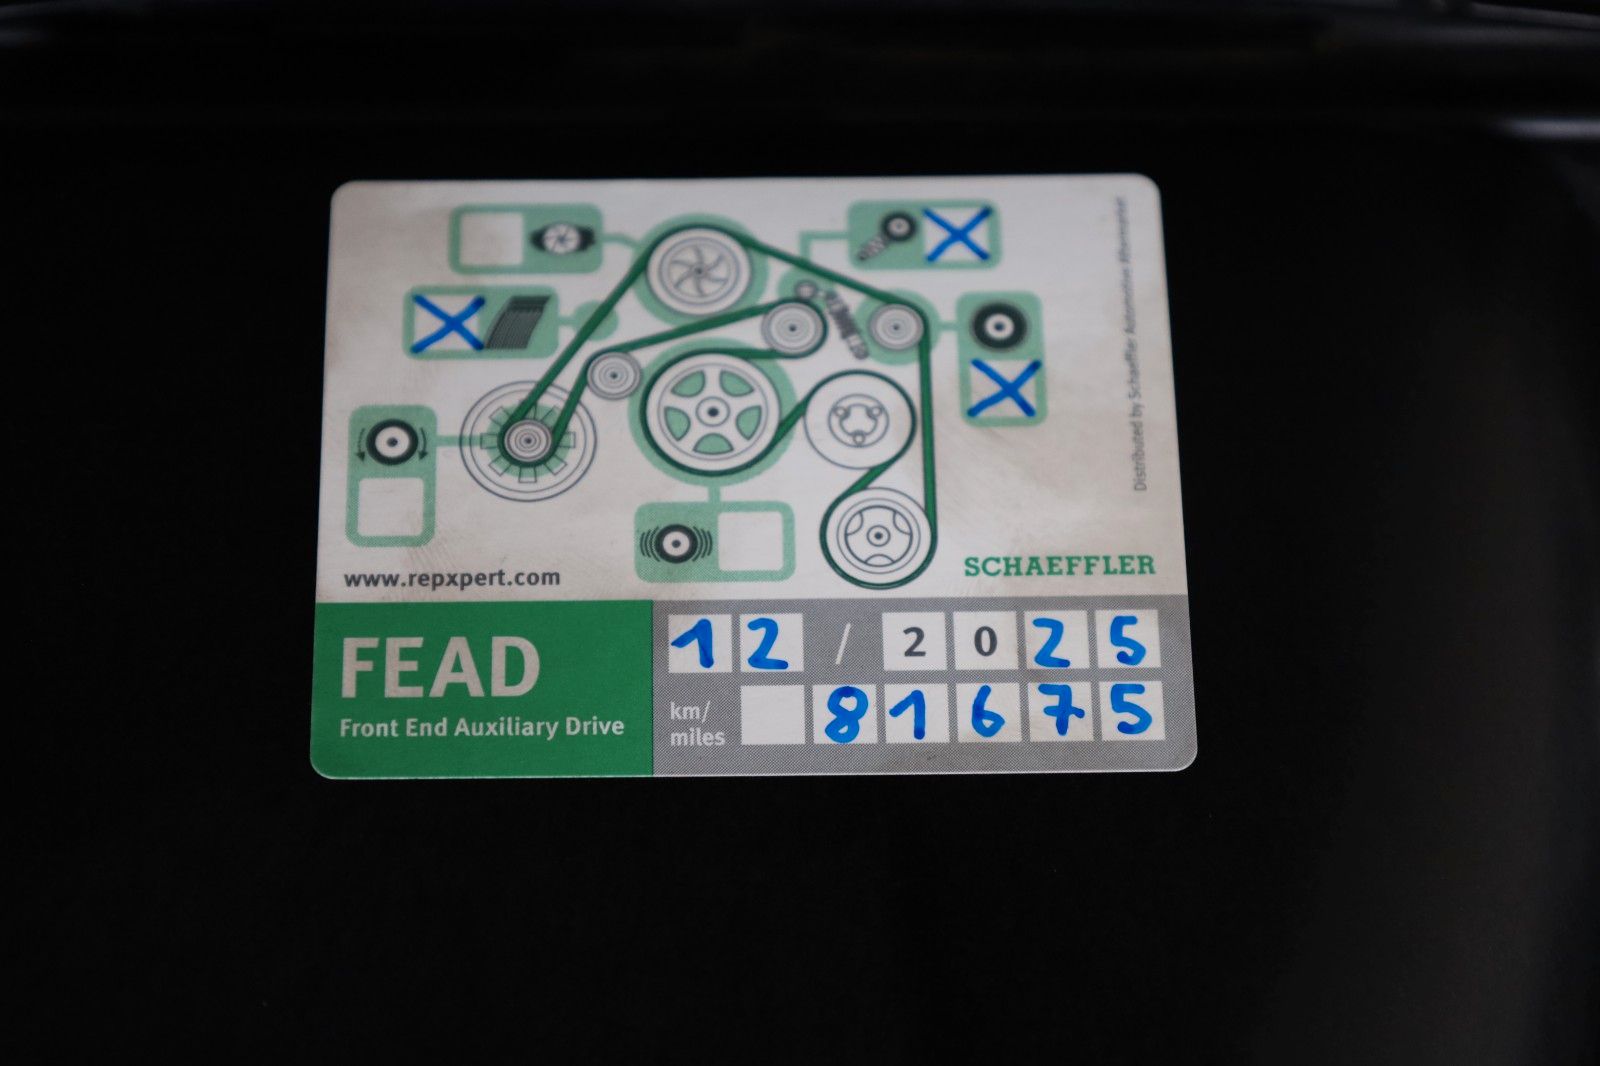 Distributed by Schaeffler Automotive Aftermarket
www.repxpert.com
SCHAEFFLER
FEAD
Front End Auxiliary Drive
12 / 2025
km/
miles
81675